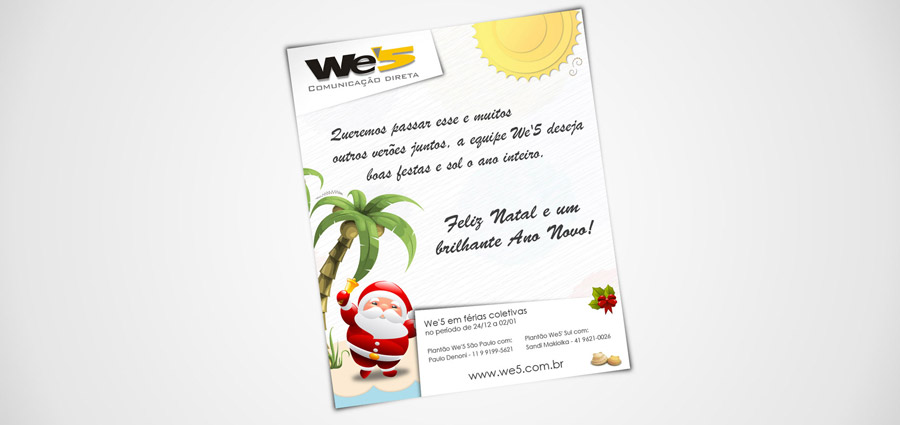 We'5
COMUNICAÇÃO DIRETA
Queremos passar esse e muitos
outros verões juntos, a equipe We'5 deseja
boas festas e sol o ano inteiro.
Feliz Natal e um
brilhante Ano Novo!
We'5 em férias coletivas
no período de 24/12 a 02/01
Plantão We'5 São Paulo com:
Paulo Denoni - 11 9 9199-5621
Plantão We5' Sul com:
Sandi Makloika - 41 9621-0026
www.we5.com.br